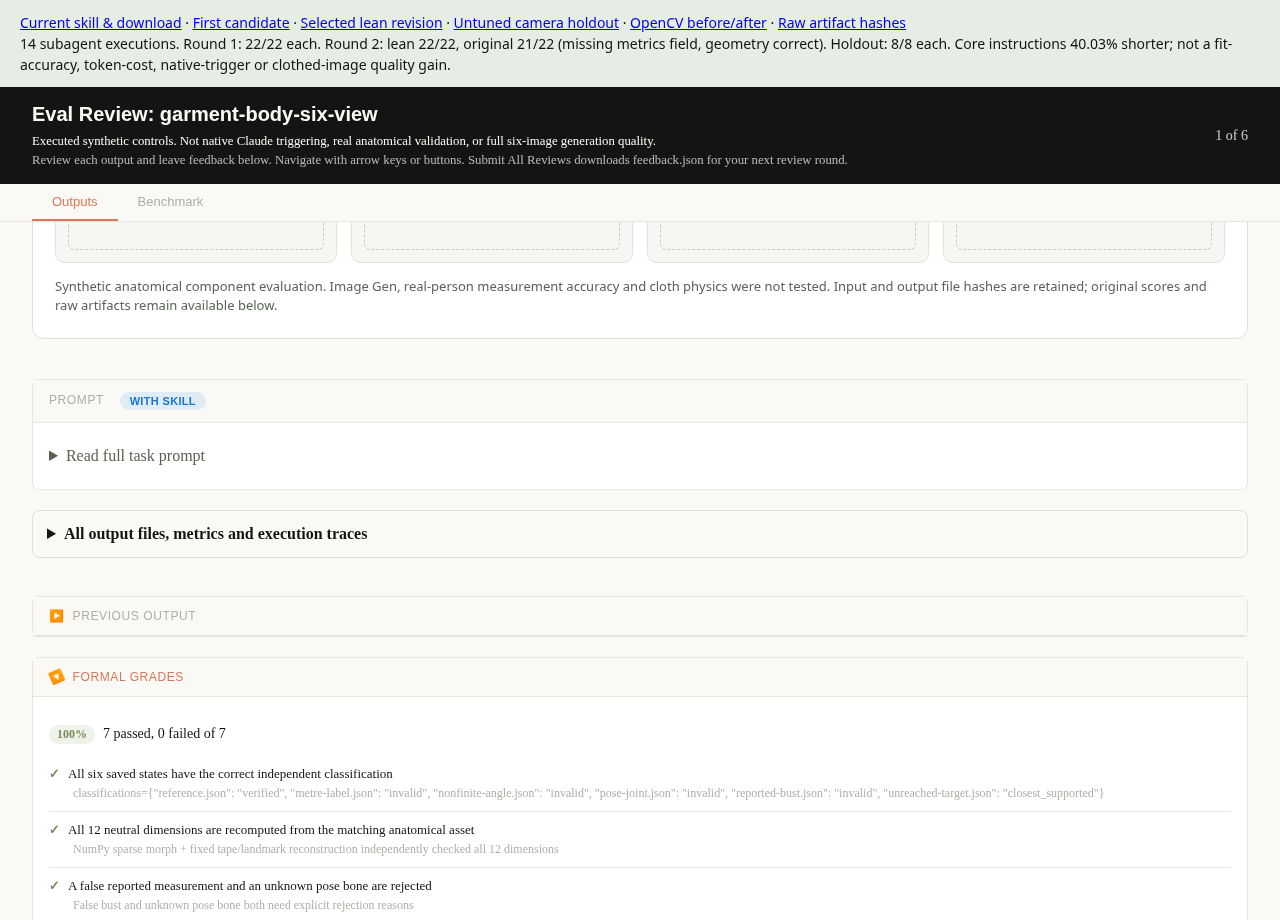 Current skill & download · First candidate · Selected lean revision · Untuned camera holdout · OpenCV before/after · Raw artifact hashes
14 subagent executions. Round 1: 22/22 each. Round 2: lean 22/22, original 21/22 (missing metrics field, geometry correct). Holdout: 8/8 each. Core instructions 40.03% shorter; not a fit-
accuracy, token-cost, native-trigger or clothed-image quality gain.
Eval Review: garment-body-six-view
Executed synthetic controls. Not native Claude triggering, real anatomical validation, or full six-image generation quality.
Review each output and leave feedback below. Navigate with arrow keys or buttons. Submit All Reviews downloads feedback.json for your next review round.
1 of 6
Outputs
Benchmark
Synthetic anatomical component evaluation. Image Gen, real-person measurement accuracy and cloth physics were not tested. Input and output file hashes are retained; original scores and
raw artifacts remain available below.
PROMPT
WITH SKILL
Read full task prompt
All output files, metrics and execution traces
PREVIOUS OUTPUT
FORMAL GRADES
100% 7 passed, 0 failed of 7
✓ All six saved states have the correct independent classification
classifications={"reference.json": "verified", "metre-label.json": "invalid", "nonfinite-angle.json": "invalid", "pose-joint.json": "invalid", "reported-bust.json": "invalid", "unreached-target.json": "closest_supported"}
✓ All 12 neutral dimensions are recomputed from the matching anatomical asset
NumPy sparse morph + fixed tape/landmark reconstruction independently checked all 12 dimensions
✓ A false reported measurement and an unknown pose bone are rejected
False bust and unknown pose bone both need explicit rejection reasons